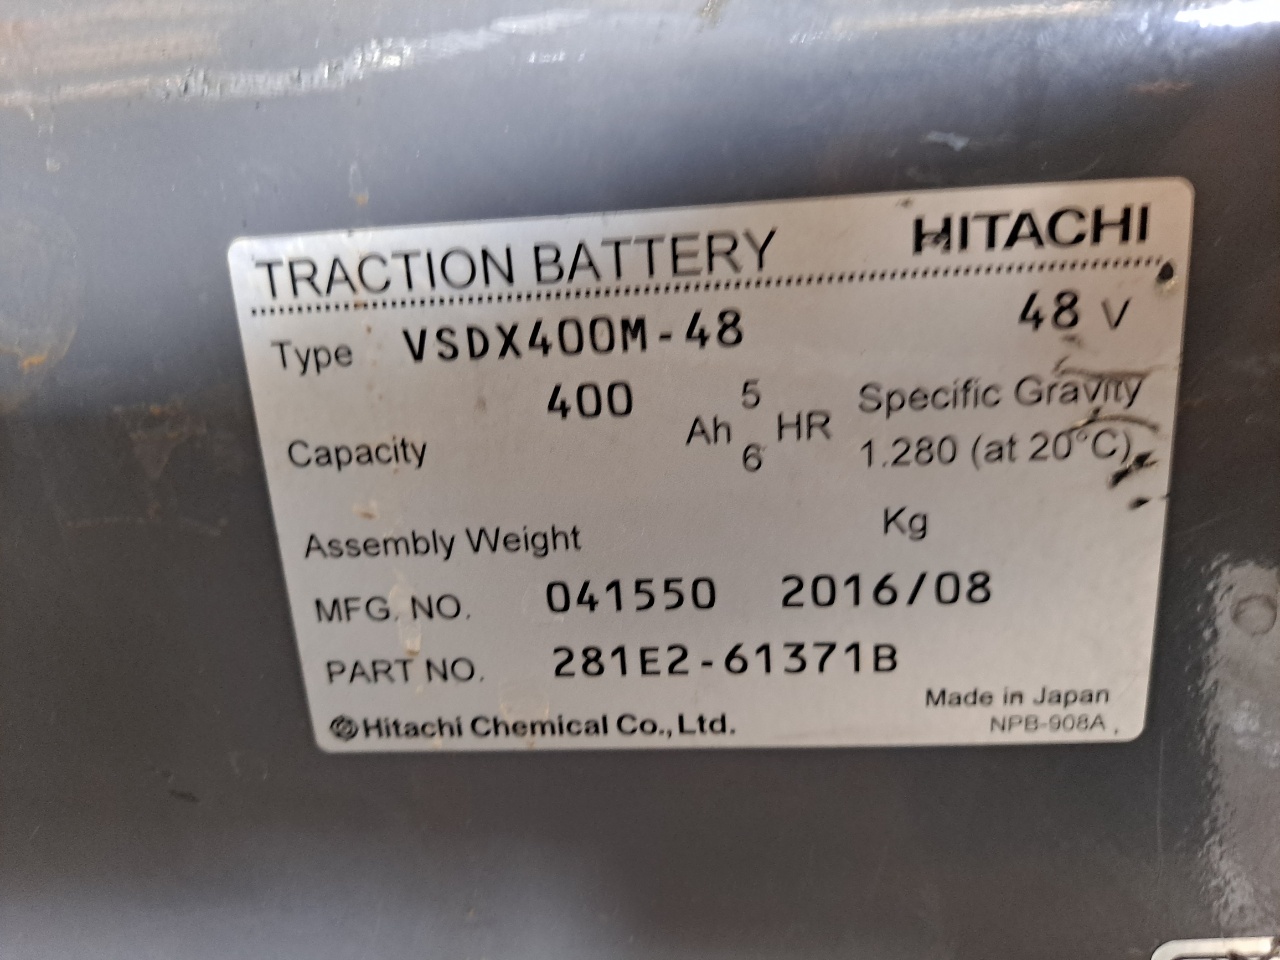 TRACTION BATTERY HITACHI
Type VSDX400M-48 48 V
Capacity 400 Ah 5 HR Specific Gravity
6 1.280 (at 20°C)
Assembly Weight Kg
MFG. NO. 041550 2016/08
PART NO. 281E2-61371B
Made in Japan
Hitachi Chemical Co.,Ltd. NPB-908A